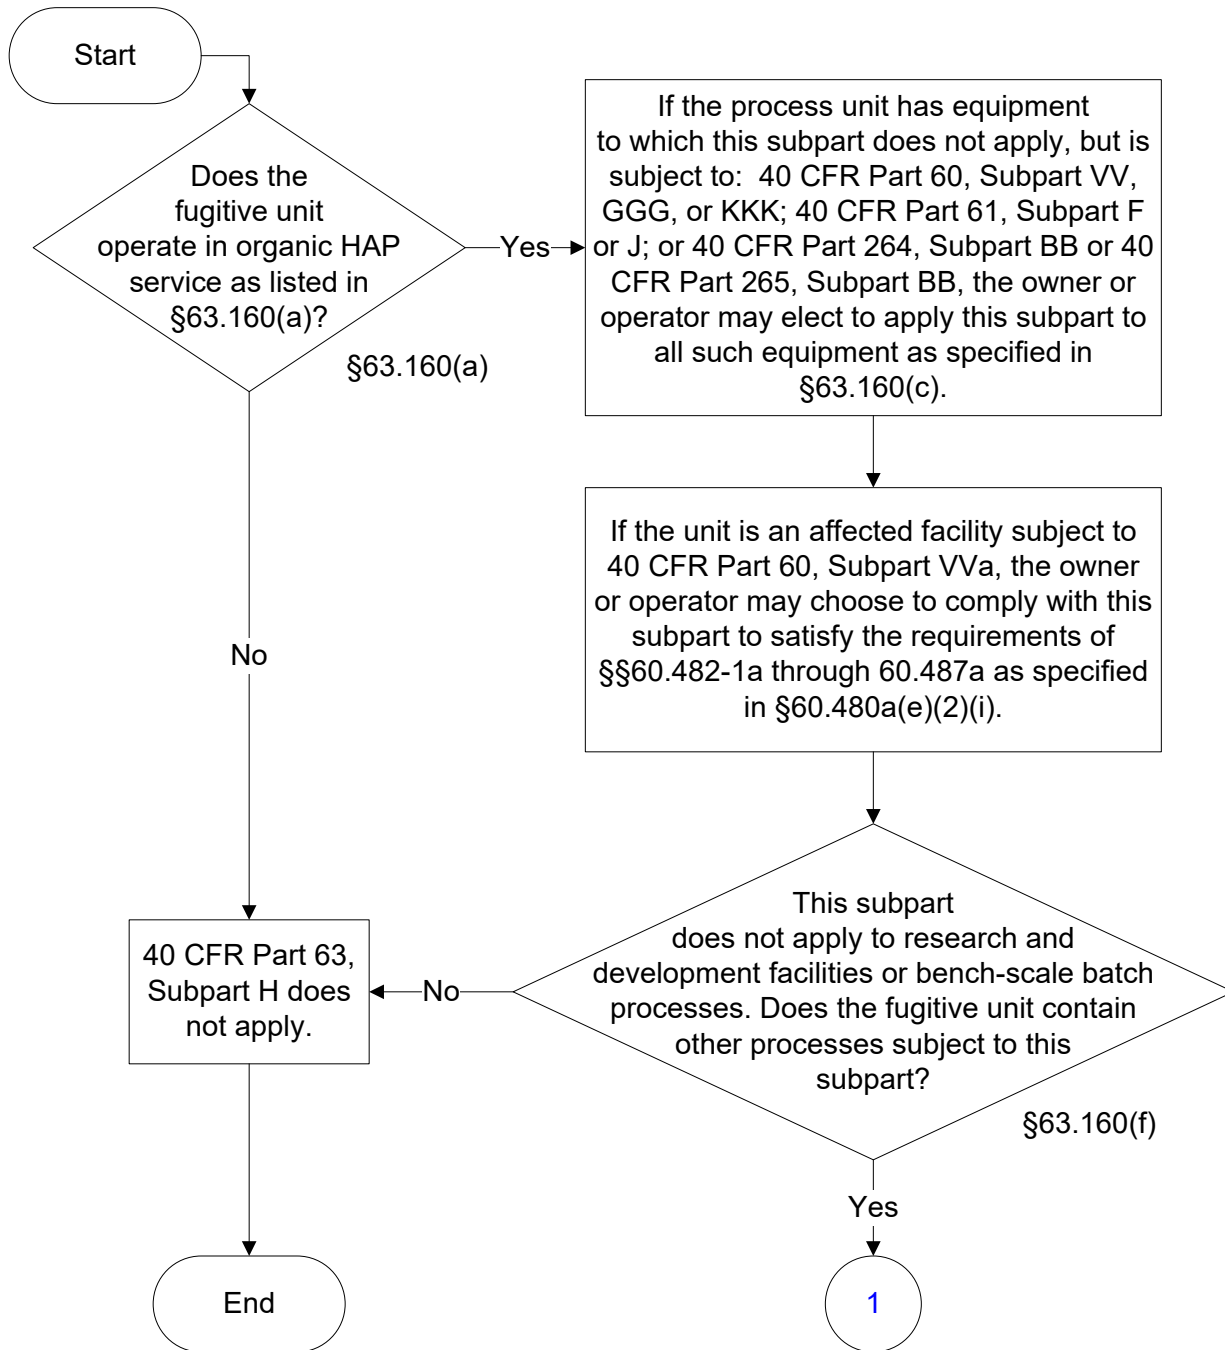 Start
Does the
fugitive unit
operate in organic HAP
service as listed in
§63.160(a)?
§63.160(a)
Yes
If the process unit has equipment
to which this subpart does not apply, but is
subject to:  40 CFR Part 60, Subpart VV,
GGG, or KKK; 40 CFR Part 61, Subpart F
or J; or 40 CFR Part 264, Subpart BB or 40
CFR Part 265, Subpart BB, the owner or
operator may elect to apply this subpart to
all such equipment as specified in
§63.160(c).
If the unit is an affected facility subject to
40 CFR Part 60, Subpart VVa, the owner
or operator may choose to comply with this
subpart to satisfy the requirements of
§§60.482-1a through 60.487a as specified
in §60.480a(e)(2)(i).
No
This subpart
does not apply to research and
development facilities or bench-scale batch
processes. Does the fugitive unit contain
other processes subject to this
subpart?
§63.160(f)
No
40 CFR Part 63,
Subpart H does
not apply.
Yes
End
1